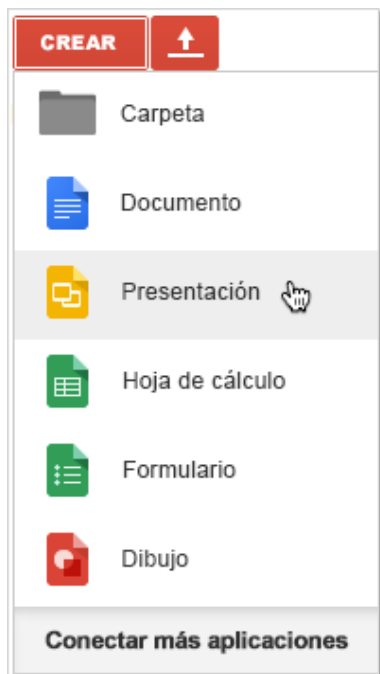 CREAR
Carpeta
Documento
Presentación
Hoja de cálculo
Formulario
Dibujo
Conectar más aplicaciones